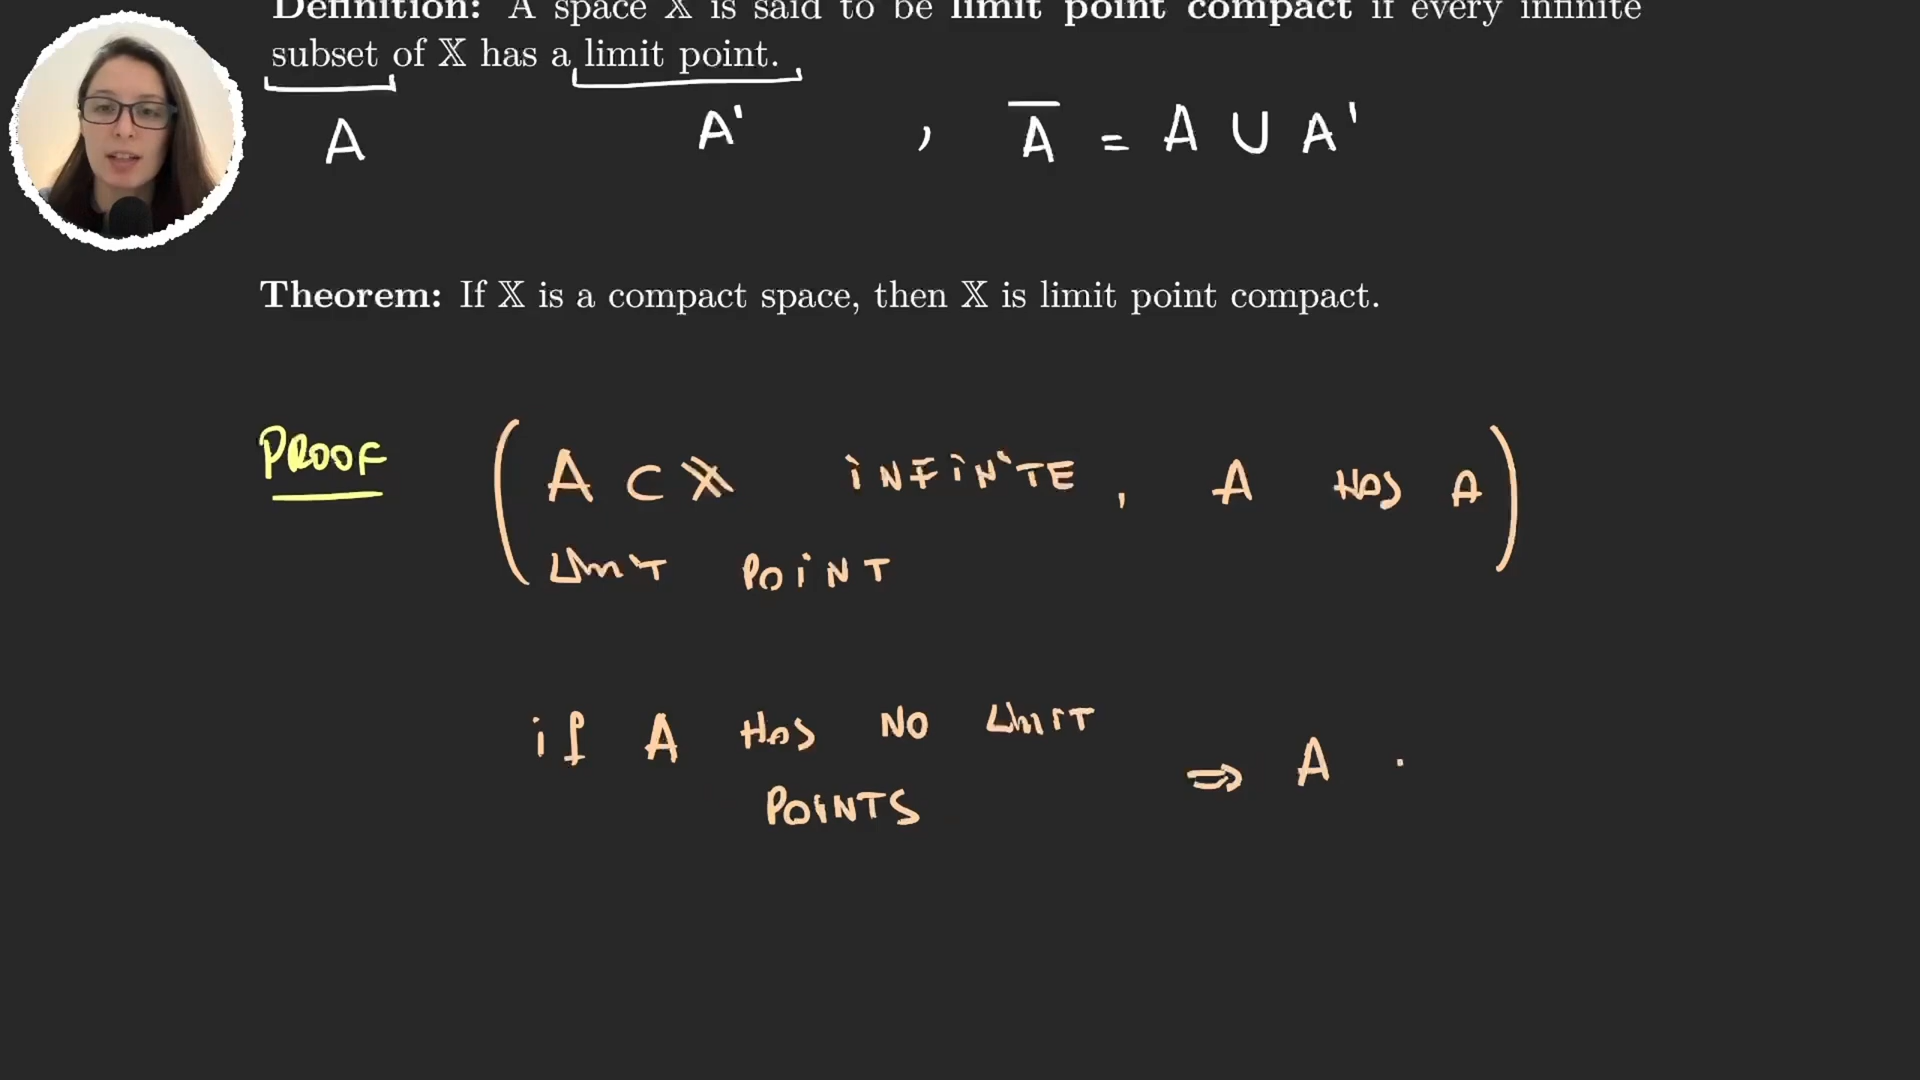 Definition: A space 𝕏 is said to be limit point compact if every infinite
subset of 𝕏 has a limit point.
A A' , A̅ = A ∪ A'
Theorem: If 𝕏 is a compact space, then 𝕏 is limit point compact.
PROOF (A ⊂ 𝕏 iNFiNiTE, A HAS A)
LIMIT POiNT
if A HAS NO LIMIT
POINTS ⇒ A .